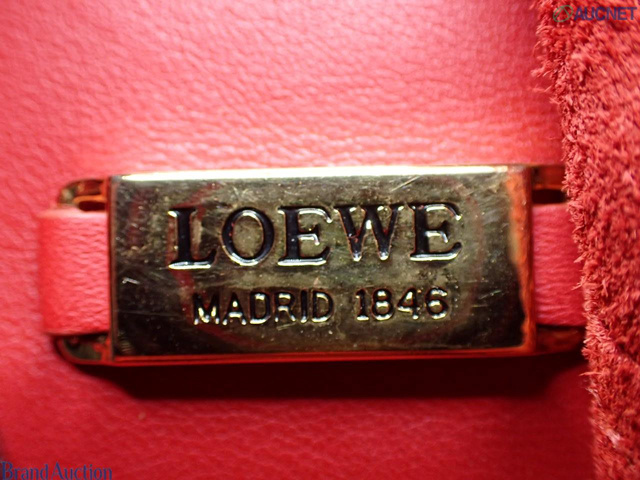 AUCNET
LOEWE
MADRID 1846
Brand Auction